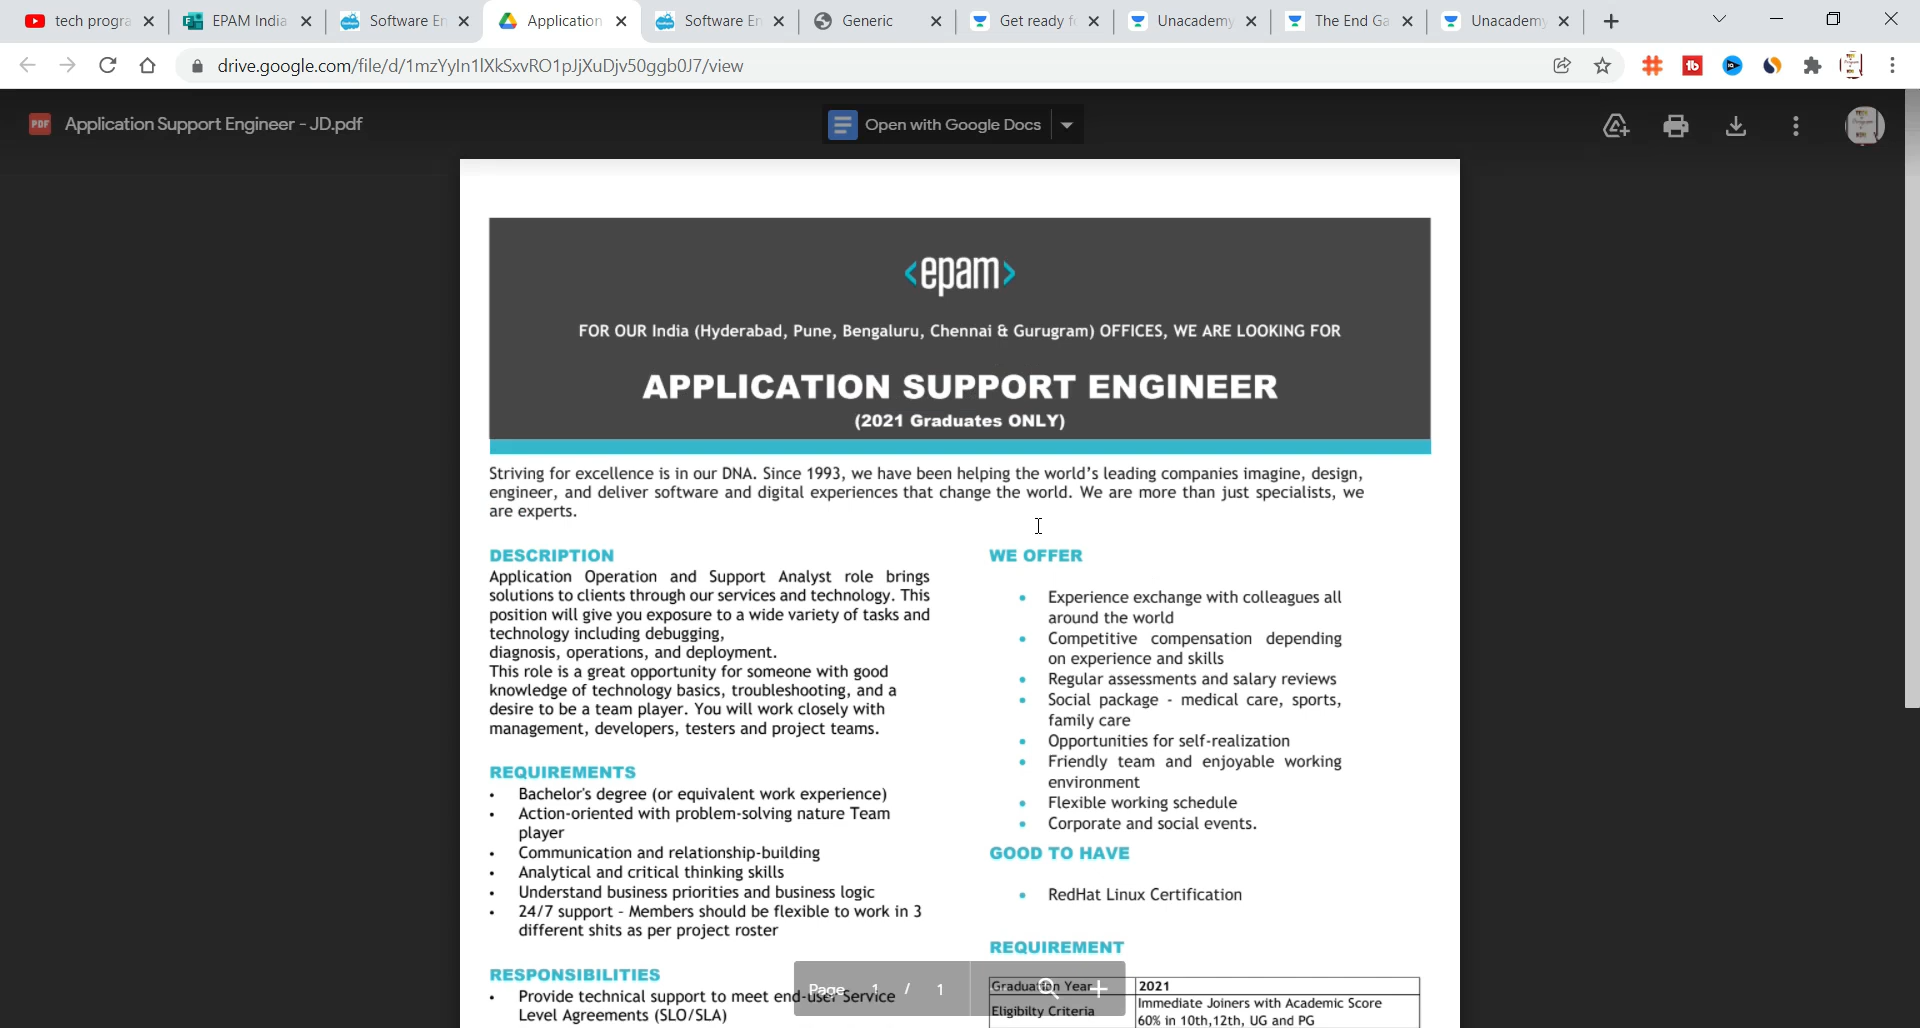 tech progra
EPAM India
Software En
Application
Software En
Generic
Get ready f
Unacademy
The End Ga
Unacademy
drive.google.com/file/d/1mzYyIn1lXkSxvRO1pJjXuDjv50ggb0J7/view
PDF
Application Support Engineer - JD.pdf
Open with Google Docs
<epam>
FOR OUR India (Hyderabad, Pune, Bengaluru, Chennai & Gurugram) OFFICES, WE ARE LOOKING FOR
APPLICATION SUPPORT ENGINEER
(2021 Graduates ONLY)
Striving for excellence is in our DNA. Since 1993, we have been helping the world's leading companies imagine, design,
engineer, and deliver software and digital experiences that change the world. We are more than just specialists, we
are experts.
DESCRIPTION
Application Operation and Support Analyst role brings
solutions to clients through our services and technology. This
position will give you exposure to a wide variety of tasks and
technology including debugging,
diagnosis, operations, and deployment.
This role is a great opportunity for someone with good
knowledge of technology basics, troubleshooting, and a
desire to be a team player. You will work closely with
management, developers, testers and project teams.
REQUIREMENTS
• Bachelor's degree (or equivalent work experience)
• Action-oriented with problem-solving nature Team
player
• Communication and relationship-building
• Analytical and critical thinking skills
• Understand business priorities and business logic
• 24/7 support - Members should be flexible to work in 3
different shits as per project roster
RESPONSIBILITIES
• Provide technical support to meet end-user Service
Level Agreements (SLO/SLA)
WE OFFER
• Experience exchange with colleagues all
around the world
• Competitive compensation depending
on experience and skills
• Regular assessments and salary reviews
• Social package - medical care, sports,
family care
• Opportunities for self-realization
• Friendly team and enjoyable working
environment
• Flexible working schedule
• Corporate and social events.
GOOD TO HAVE
• RedHat Linux Certification
REQUIREMENT
Graduation Year 2021
Eligibilty Criteria Immediate Joiners with Academic Score
60% in 10th,12th, UG and PG
Page 1 / 1